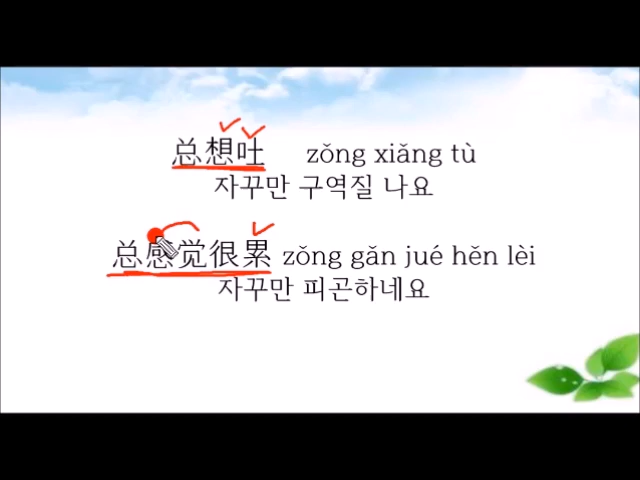 总想吐 zǒng xiǎng tù
자꾸만 구역질 나요
总感觉很累 zǒng gǎn jué hěn lèi
자꾸만 피곤하네요